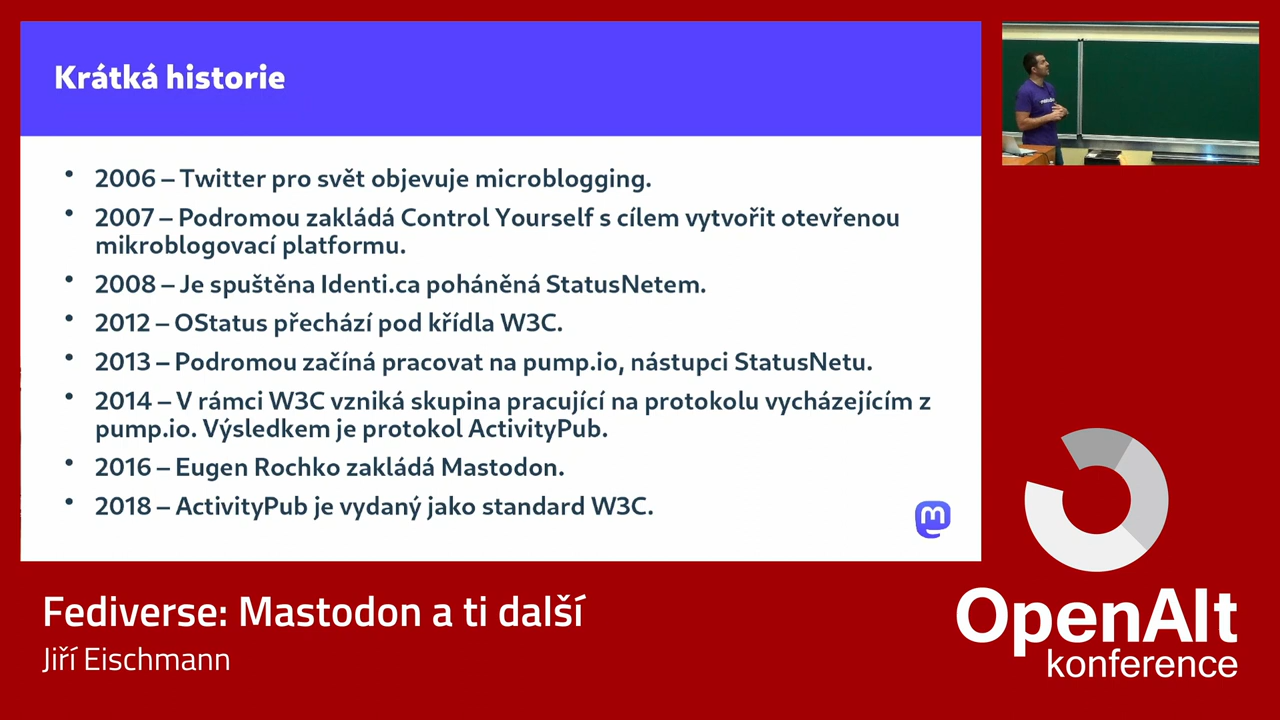 Krátká historie
• 2006 – Twitter pro svět objevuje microblogging.
• 2007 – Podromou zakládá Control Yourself s cílem vytvořit otevřenou
mikroblogovací platformu.
• 2008 – Je spuštěna Identi.ca poháněná StatusNetem.
• 2012 – OStatus přechází pod křídla W3C.
• 2013 – Podromou začíná pracovat na pump.io, nástupci StatusNetu.
• 2014 – V rámci W3C vzniká skupina pracující na protokolu vycházejícím z
pump.io. Výsledkem je protokol ActivityPub.
• 2016 – Eugen Rochko zakládá Mastodon.
• 2018 – ActivityPub je vydaný jako standard W3C.
Fediverse: Mastodon a ti další
Jiří Eischmann
OpenAlt
konference